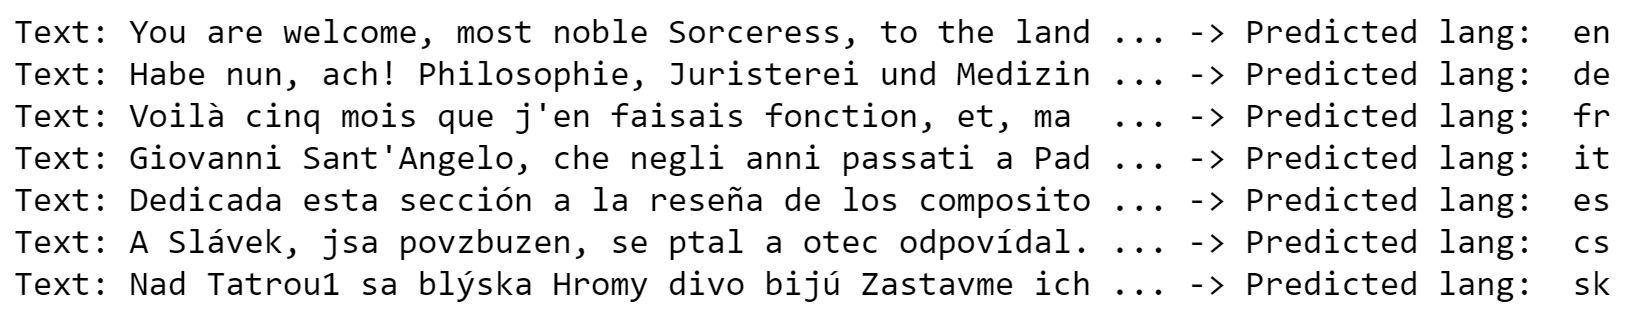 Text: You are welcome, most noble Sorceress, to the land ... -> Predicted lang: en
Text: Habe nun, ach! Philosophie, Juristerei und Medizin ... -> Predicted lang: de
Text: Voilà cinq mois que j'en faisais fonction, et, ma ... -> Predicted lang: fr
Text: Giovanni Sant'Angelo, che negli anni passati a Pad ... -> Predicted lang: it
Text: Dedicada esta sección a la reseña de los composito ... -> Predicted lang: es
Text: A Slávek, jsa povzbuzen, se ptal a otec odpovídal. ... -> Predicted lang: cs
Text: Nad Tatrou1 sa blýska Hromy divo bijú Zastavme ich ... -> Predicted lang: sk